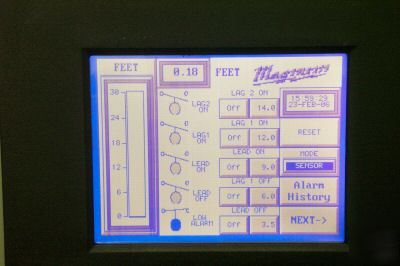 FEET
0.18 FEET
Magnum
30
24
18
12
6
0
LAG2
ON
LAG1
ON
LEAD
ON
LEAD
OFF
LOW
ALARM
LAG 2 ON
Off 14.0
LAG 1 ON
Off 12.0
LEAD ON
Off 9.0
LAG 1 OFF
Off 6.0
LEAD OFF
Off 3.5
15:59:29
23-FEB-06
RESET
MODE
SENSOR
Alarm
History
NEXT->